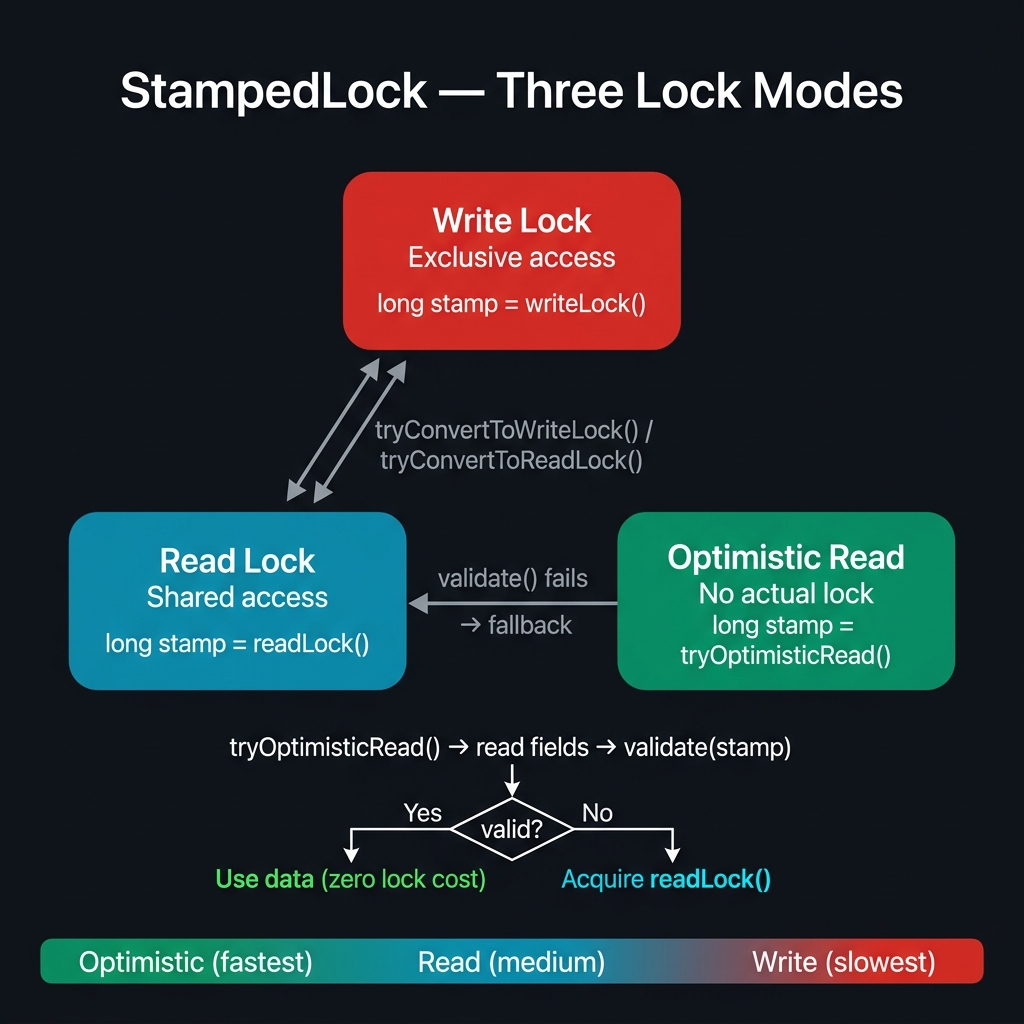 StampedLock — Three Lock Modes
Write Lock
Exclusive access
long stamp = writeLock()
tryConvertToWriteLock() /
tryConvertToReadLock()
Read Lock
Shared access
long stamp = readLock()
validate() fails
→ fallback
Optimistic Read
No actual lock
long stamp =
tryOptimisticRead()
tryOptimisticRead() → read fields → validate(stamp)
Yes
valid?
No
Use data (zero lock cost)
Acquire readLock()
Optimistic (fastest)
Read (medium)
Write (slowest)